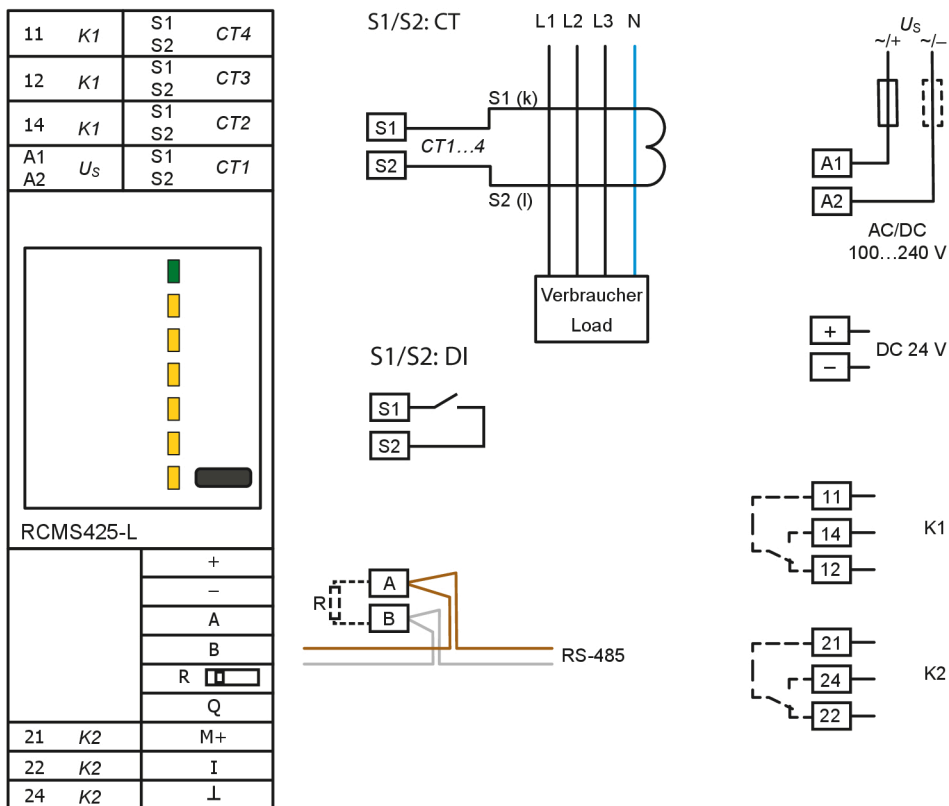 11 K1 S1 S2 CT4
12 K1 S1 S2 CT3
14 K1 S1 S2 CT2
A1 A2 Us S1 S2 CT1
RCMS425-L
+
–
A
B
R
Q
21 K2 M+
22 K2 I
24 K2 ⊥
S1/S2: CT
L1 L2 L3 N
S1 (k)
S1
CT1...4
S2
S2 (l)
Verbraucher
Load
S1/S2: DI
S1
S2
R
A
B
RS-485
Us
~/+ ~/–
A1
A2
AC/DC
100...240 V
+
–
DC 24 V
11
14
12
K1
21
24
22
K2